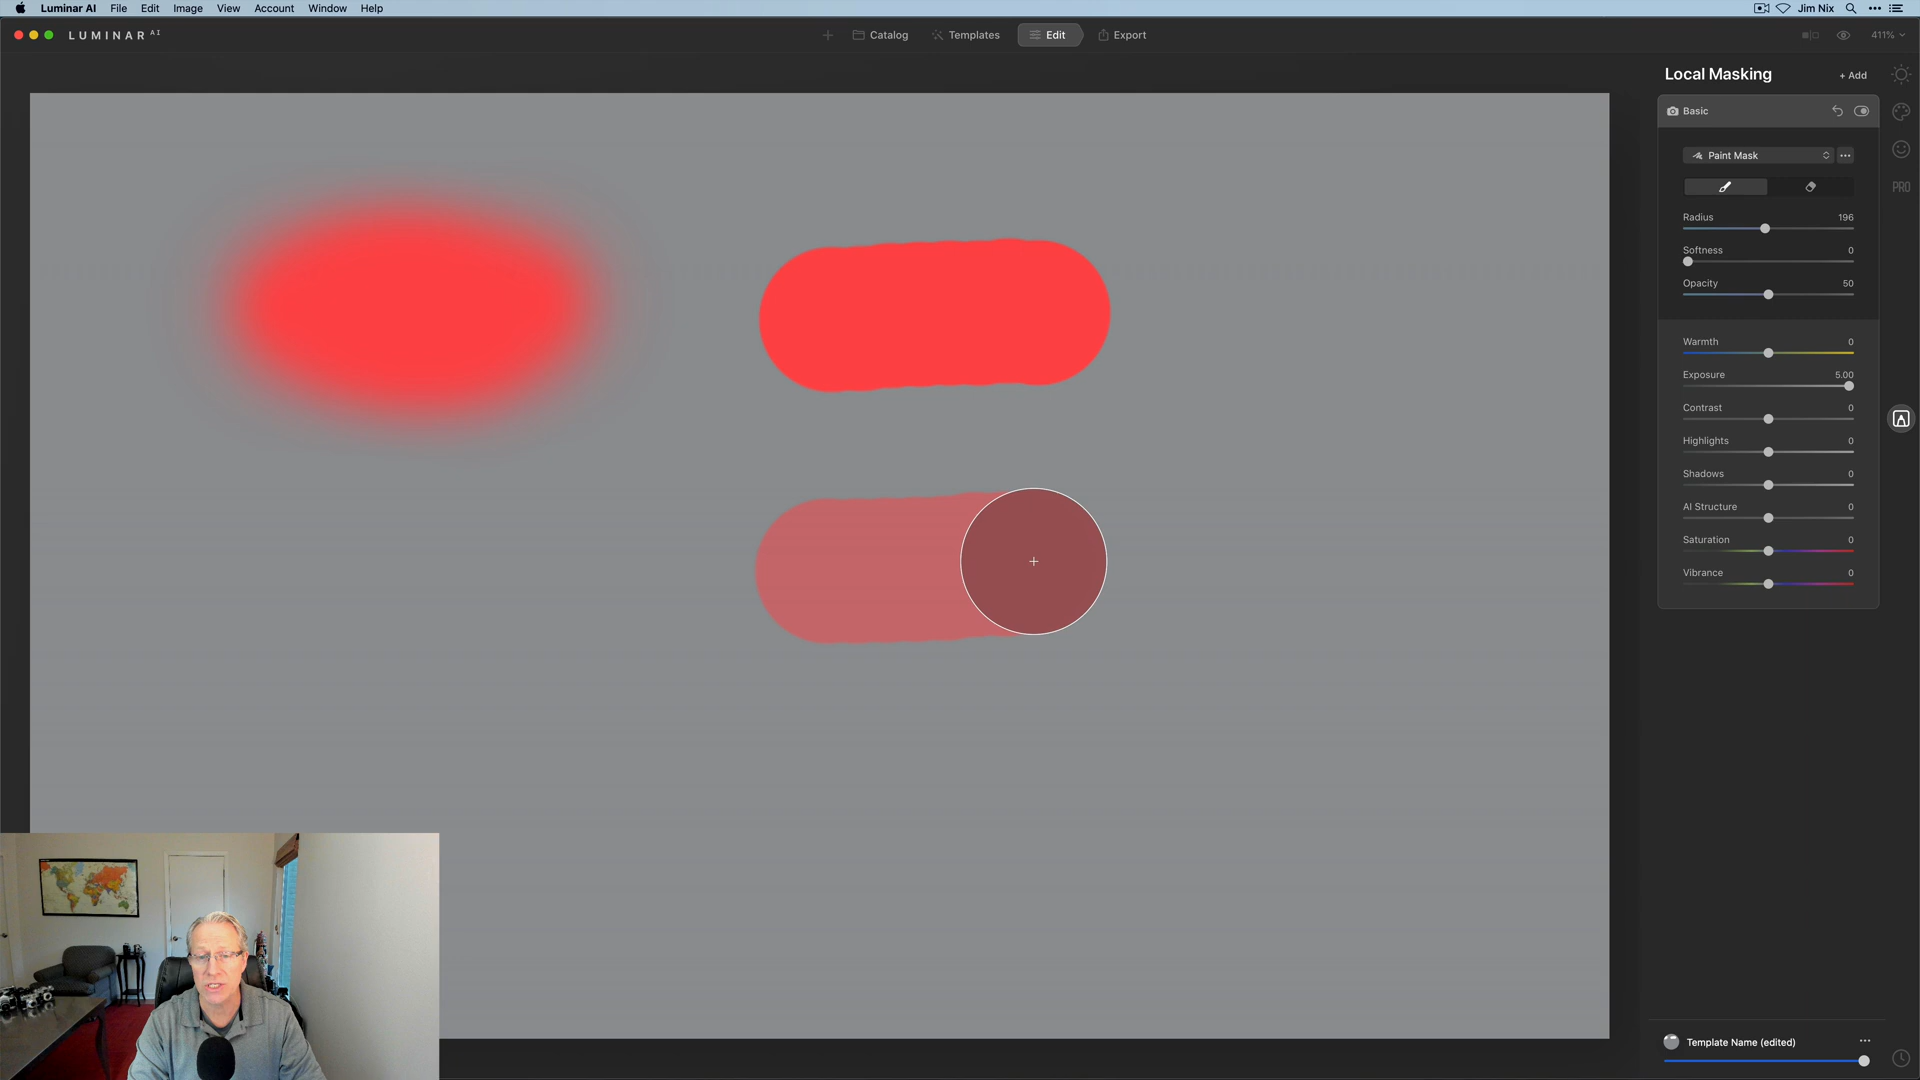 Luminar AI File Edit Image View Account Window Help Jim Nix
LUMINAR AI Catalog Templates Edit Export 411%
Local Masking + Add
Basic
Paint Mask
PRO
Radius 196
Softness 0
Opacity 50
Warmth 0
Exposure 5.00
Contrast 0
Highlights 0
Shadows 0
AI Structure 0
Saturation 0
Vibrance 0
Template Name (edited)